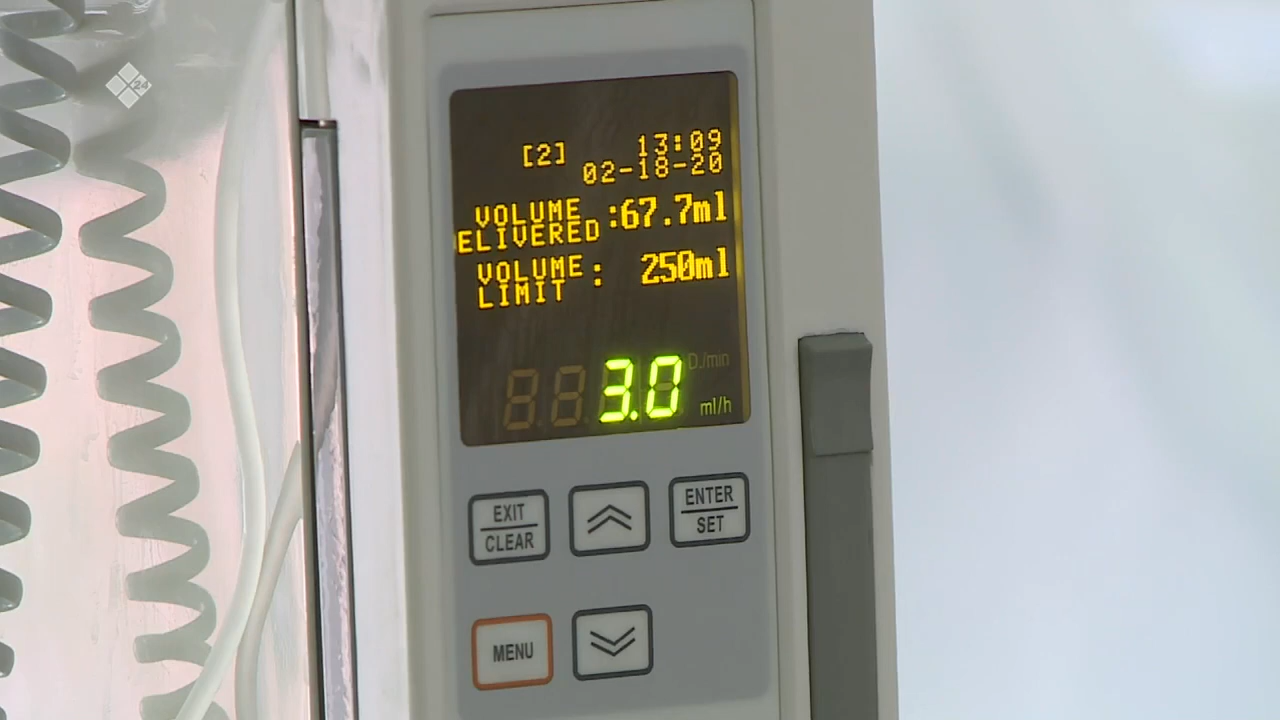 X24
[2] 13:09
02-18-20
VOLUME
ELIVERED :67.7ml
VOLUME
LIMIT : 250ml
D./min
3.0 ml/h
EXIT
CLEAR
ENTER
SET
MENU